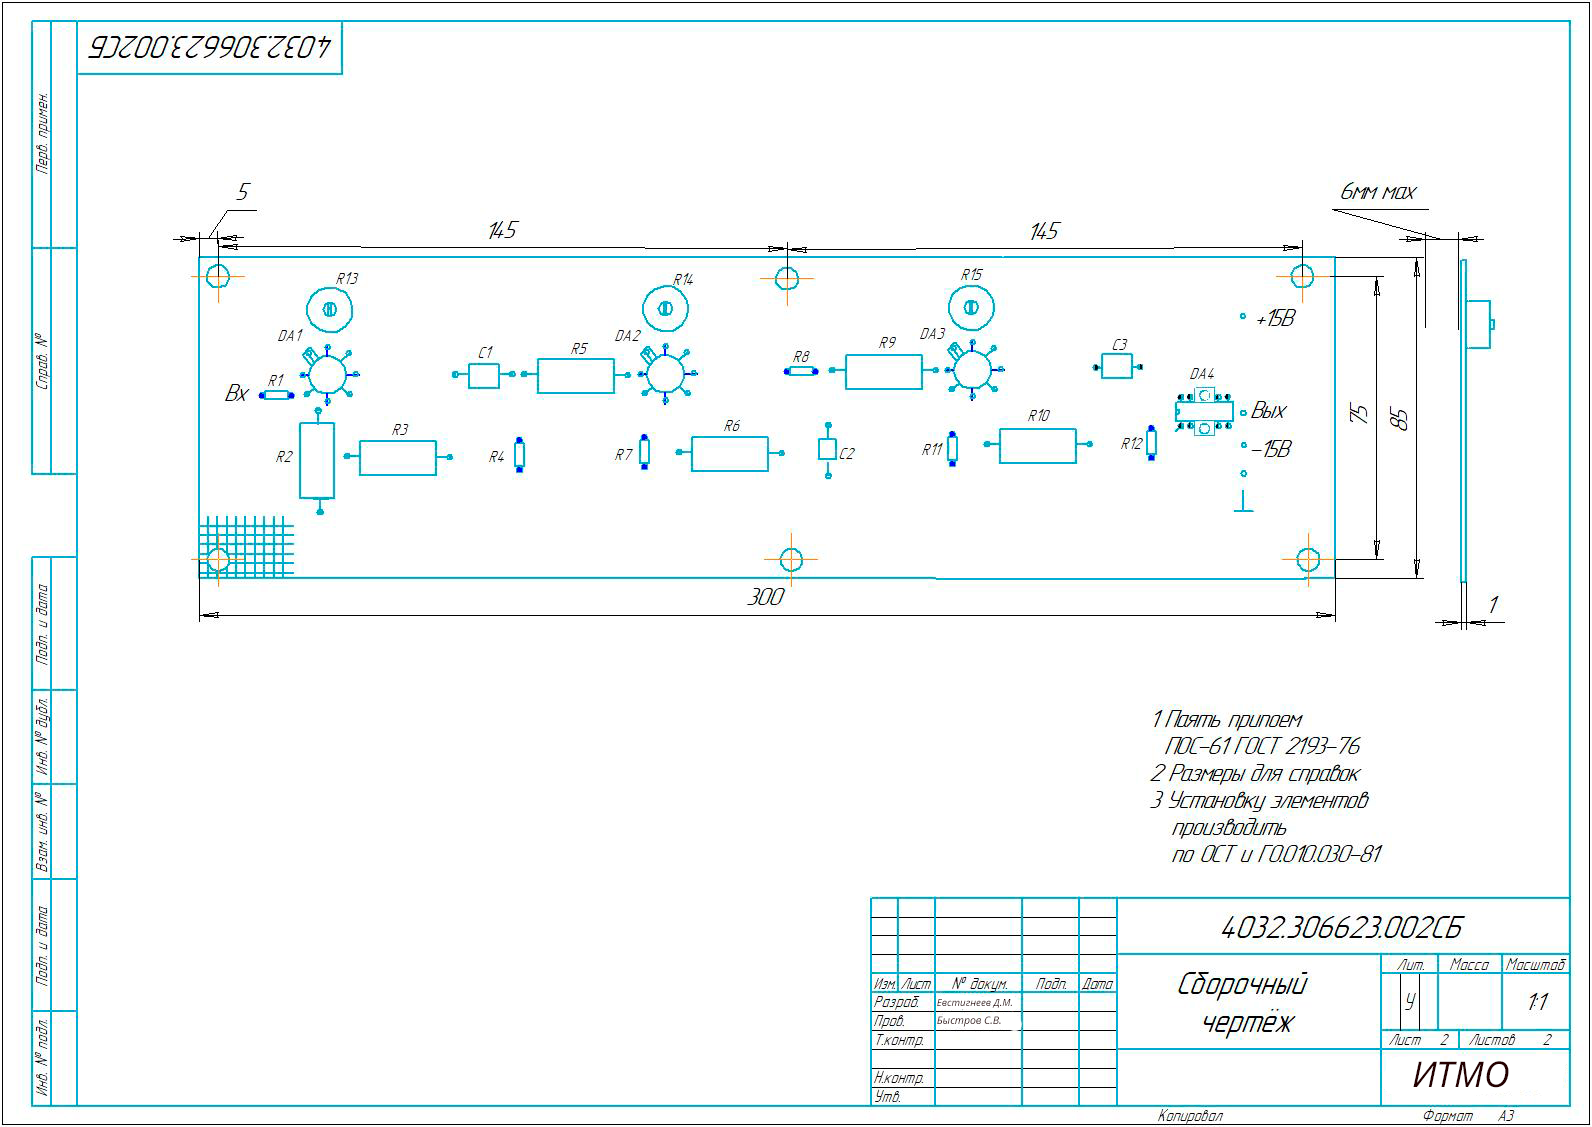 4032.306623.002СБ
Перв. примен.
Справ. №
Подп. и дата
Инв. № дубл.
Взам. инв. №
Подп. и дата
Инв. № подл.
5
145
145
6мм max
R13
R14
R15
+15В
DA1
DA2
DA3
C1
R5
R8
R9
C3
DA4
Вх
R1
R2
R3
R4
R7
R6
C2
R11
R10
R12
Вых
-15В
75
85
300
1
1 Паять припоем
ПОС-61 ГОСТ 2193-76
2 Размеры для справок
3 Установку элементов
производить
по ОСТ и ГО.010.030-81
4032.306623.002СБ
Изм. Лист № докум. Подп. Дата
Разраб. Евстигнеев Д.М.
Пров. Быстров С.В.
Т.контр.
Н.контр.
Утв.
Сборочный
чертёж
Лит. Масса Масштаб
У 1:1
Лист 2 Листов 2
ИТМО
Копировал Формат А3